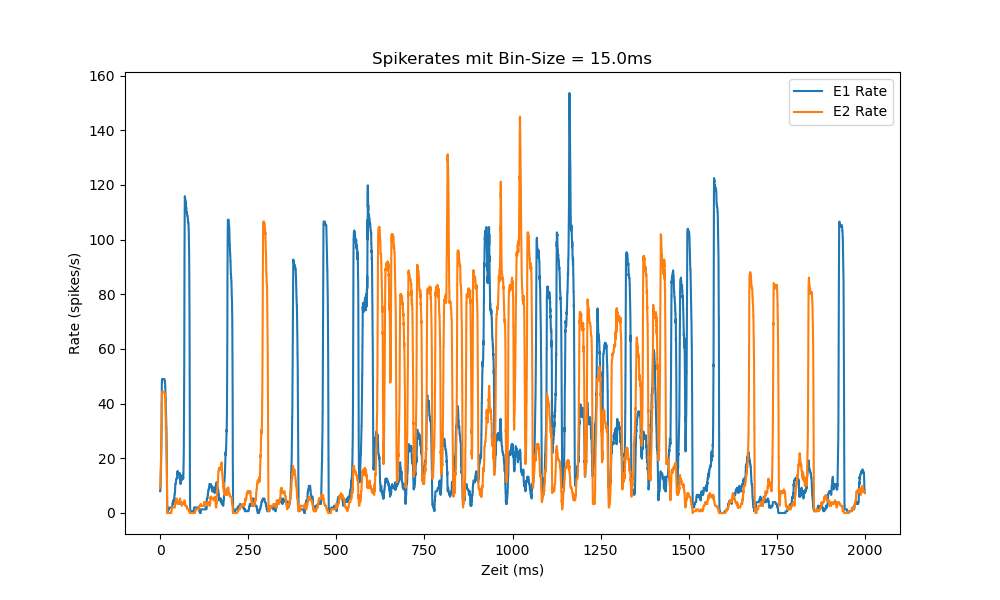 Spikerates mit Bin-Size = 15.0ms
E1 Rate
E2 Rate
160
140
120
100
80
60
40
20
0
Rate (spikes/s)
0 250 500 750 1000 1250 1500 1750 2000
Zeit (ms)